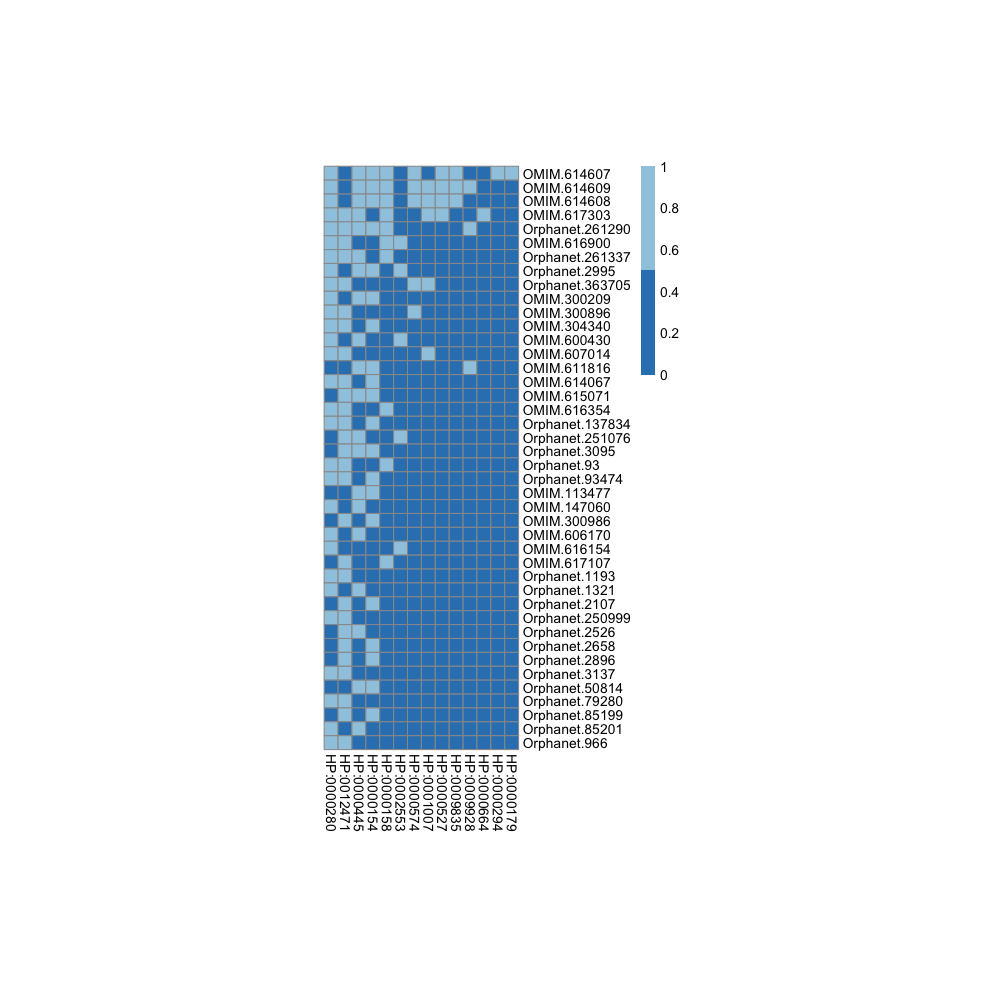 OMIM.614607
OMIM.614609
OMIM.614608
OMIM.617303
Orphanet.261290
OMIM.616900
Orphanet.261337
Orphanet.2995
Orphanet.363705
OMIM.300209
OMIM.300896
OMIM.304340
OMIM.600430
OMIM.607014
OMIM.611816
OMIM.614067
OMIM.615071
OMIM.616354
Orphanet.137834
Orphanet.251076
Orphanet.3095
Orphanet.93
Orphanet.93474
OMIM.113477
OMIM.147060
OMIM.300986
OMIM.606170
OMIM.616154
OMIM.617107
Orphanet.1193
Orphanet.1321
Orphanet.2107
Orphanet.250999
Orphanet.2526
Orphanet.2658
Orphanet.2896
Orphanet.3137
Orphanet.50814
Orphanet.79280
Orphanet.85199
Orphanet.85201
Orphanet.966
1
0.8
0.6
0.4
0.2
0
HP:0000280
HP:0012471
HP:0000445
HP:0000154
HP:0000158
HP:0002553
HP:0000574
HP:0001007
HP:0000527
HP:0009835
HP:0009928
HP:0000664
HP:0000294
HP:0000179